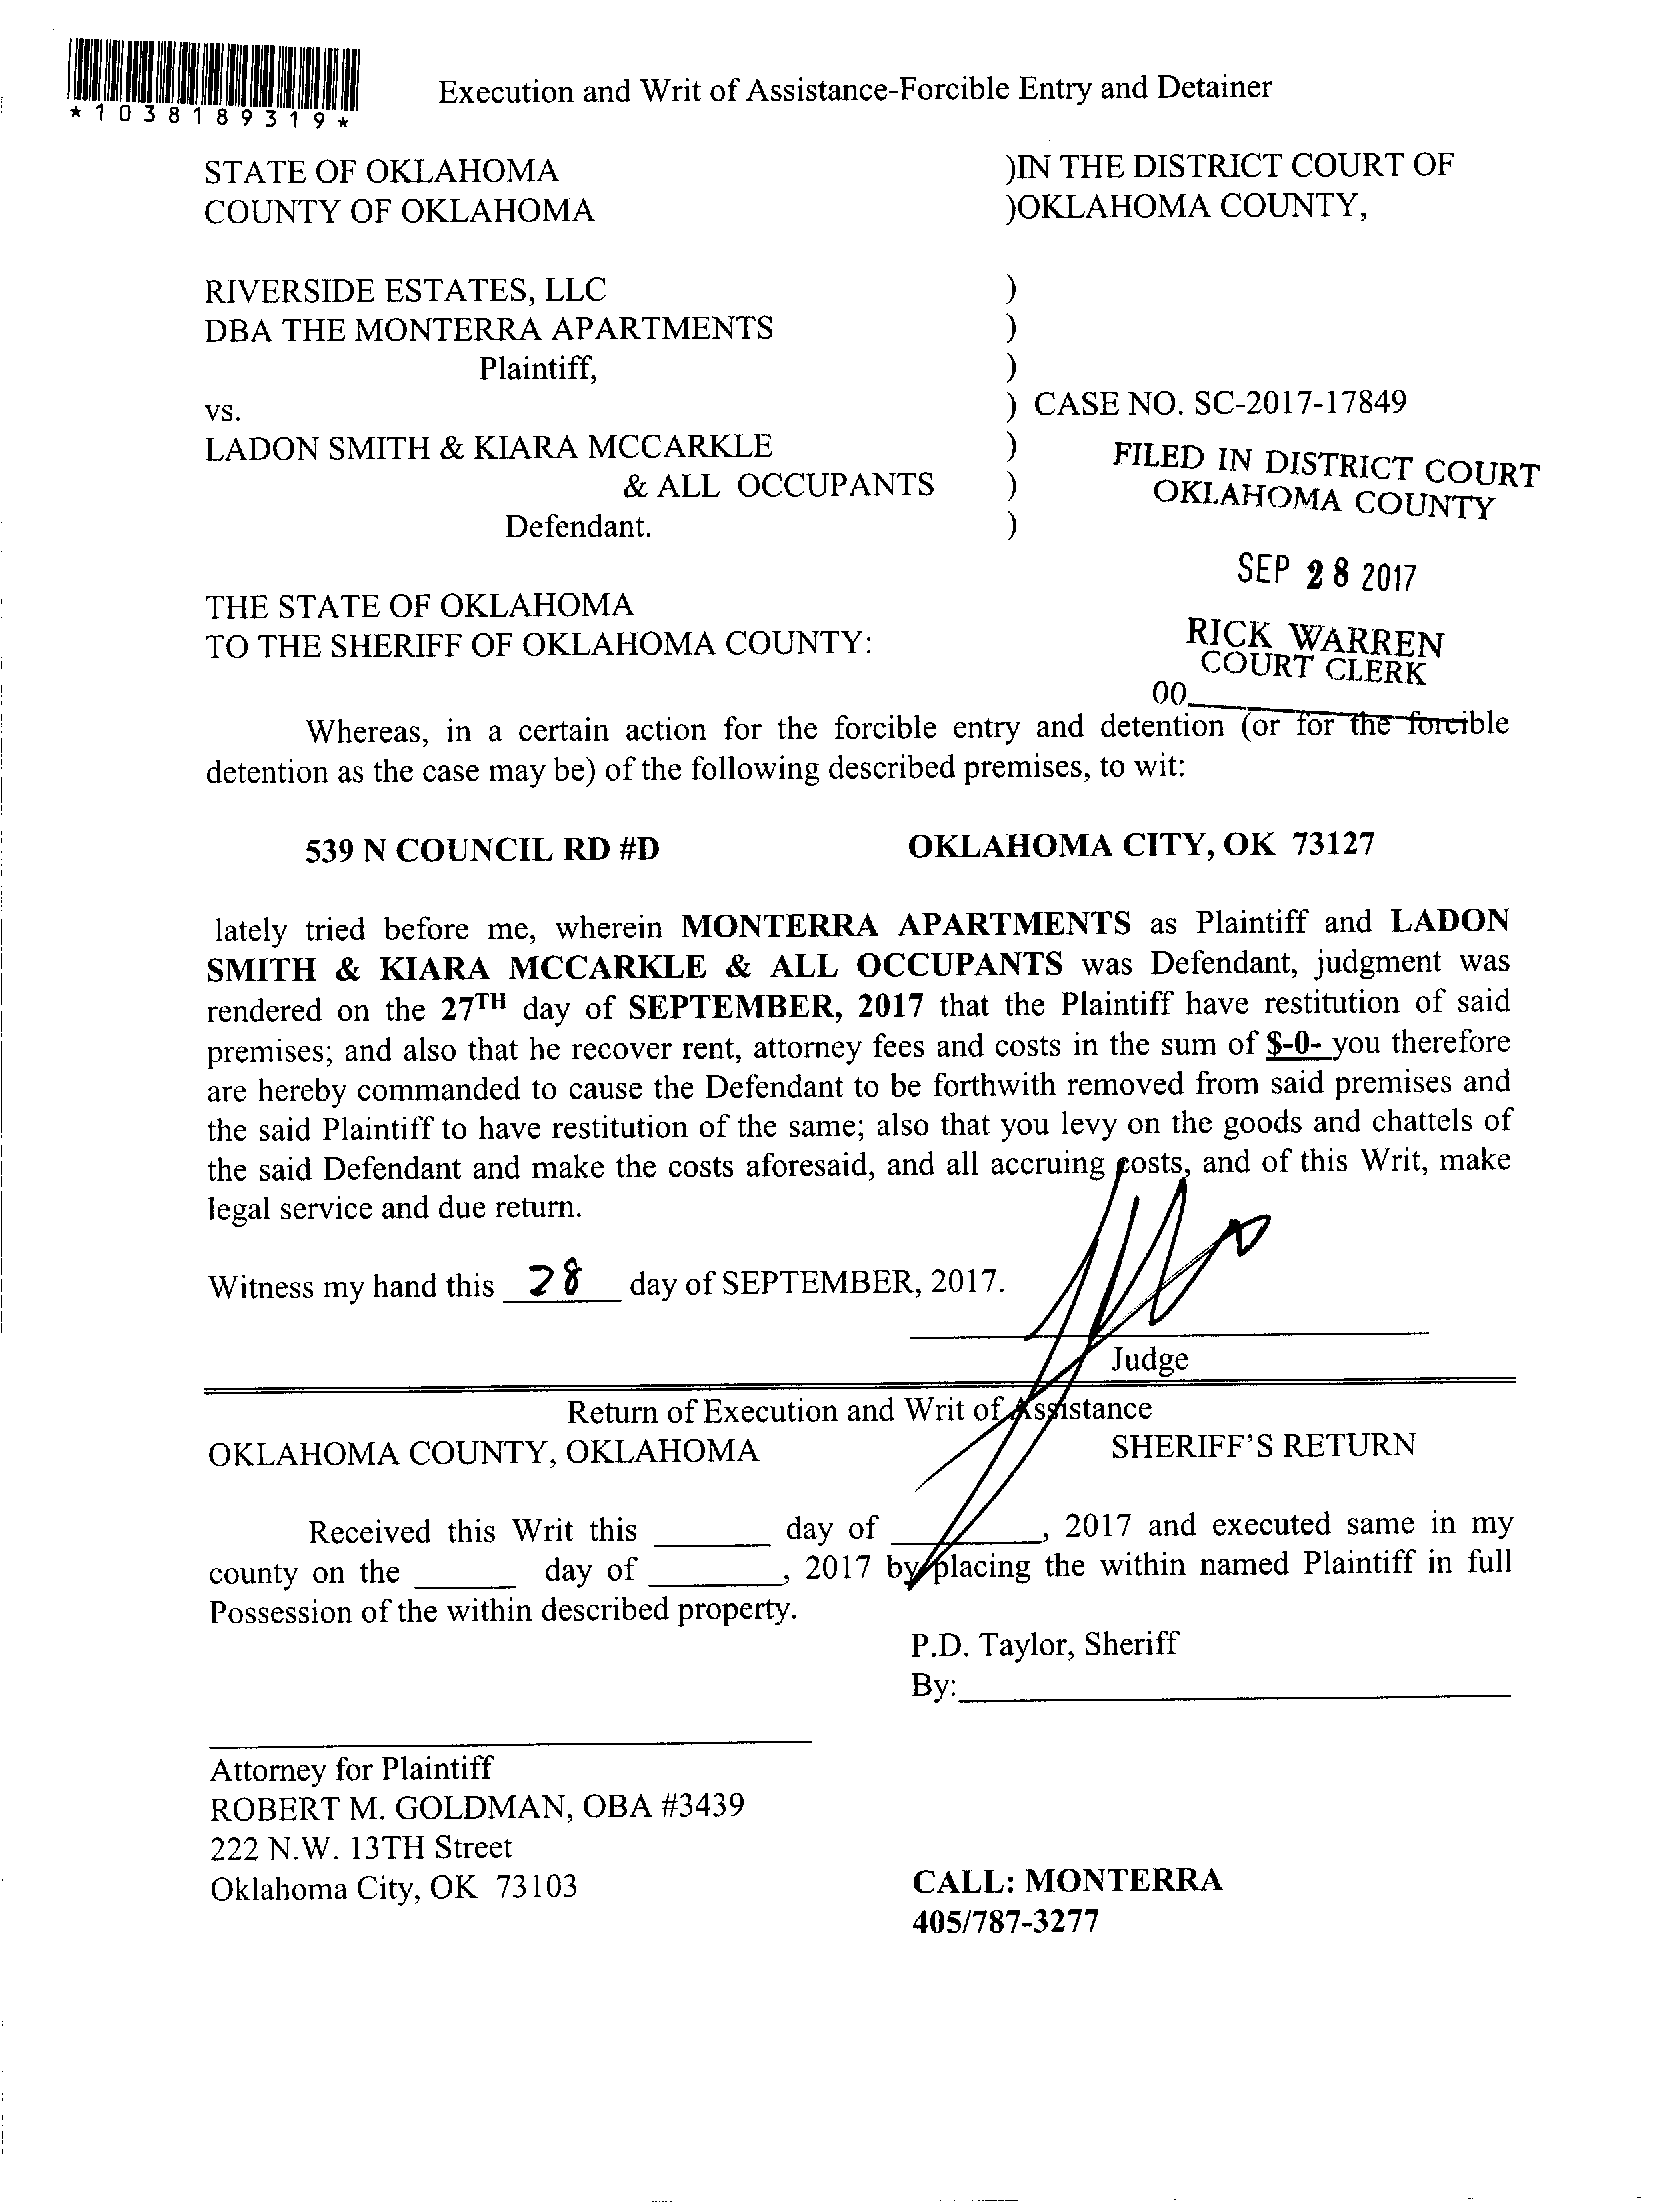 *1038189319*
Execution and Writ of Assistance-Forcible Entry and Detainer
STATE OF OKLAHOMA )IN THE DISTRICT COURT OF
COUNTY OF OKLAHOMA )OKLAHOMA COUNTY,
RIVERSIDE ESTATES, LLC )
DBA THE MONTERRA APARTMENTS )
Plaintiff, )
vs. ) CASE NO. SC-2017-17849
LADON SMITH & KIARA MCCARKLE )
& ALL OCCUPANTS )
Defendant. )
FILED IN DISTRICT COURT
OKLAHOMA COUNTY
SEP 28 2017
RICK WARREN
COURT CLERK
00
THE STATE OF OKLAHOMA
TO THE SHERIFF OF OKLAHOMA COUNTY:
Whereas, in a certain action for the forcible entry and detention (or for the forcible
detention as the case may be) of the following described premises, to wit:
539 N COUNCIL RD #D OKLAHOMA CITY, OK 73127
lately tried before me, wherein MONTERRA APARTMENTS as Plaintiff and LADON
SMITH & KIARA MCCARKLE & ALL OCCUPANTS was Defendant, judgment was
rendered on the 27TH day of SEPTEMBER, 2017 that the Plaintiff have restitution of said
premises; and also that he recover rent, attorney fees and costs in the sum of $-0- you therefore
are hereby commanded to cause the Defendant to be forthwith removed from said premises and
the said Plaintiff to have restitution of the same; also that you levy on the goods and chattels of
the said Defendant and make the costs aforesaid, and all accruing costs, and of this Writ, make
legal service and due return.
Witness my hand this 28 day of SEPTEMBER, 2017.
Judge
Return of Execution and Writ of Assistance
OKLAHOMA COUNTY, OKLAHOMA SHERIFF'S RETURN
Received this Writ this ______ day of ______, 2017 and executed same in my
county on the ______ day of ______, 2017 by placing the within named Plaintiff in full
Possession of the within described property.
P.D. Taylor, Sheriff
By:______
Attorney for Plaintiff
ROBERT M. GOLDMAN, OBA #3439
222 N.W. 13TH Street
Oklahoma City, OK 73103
CALL: MONTERRA
405/787-3277